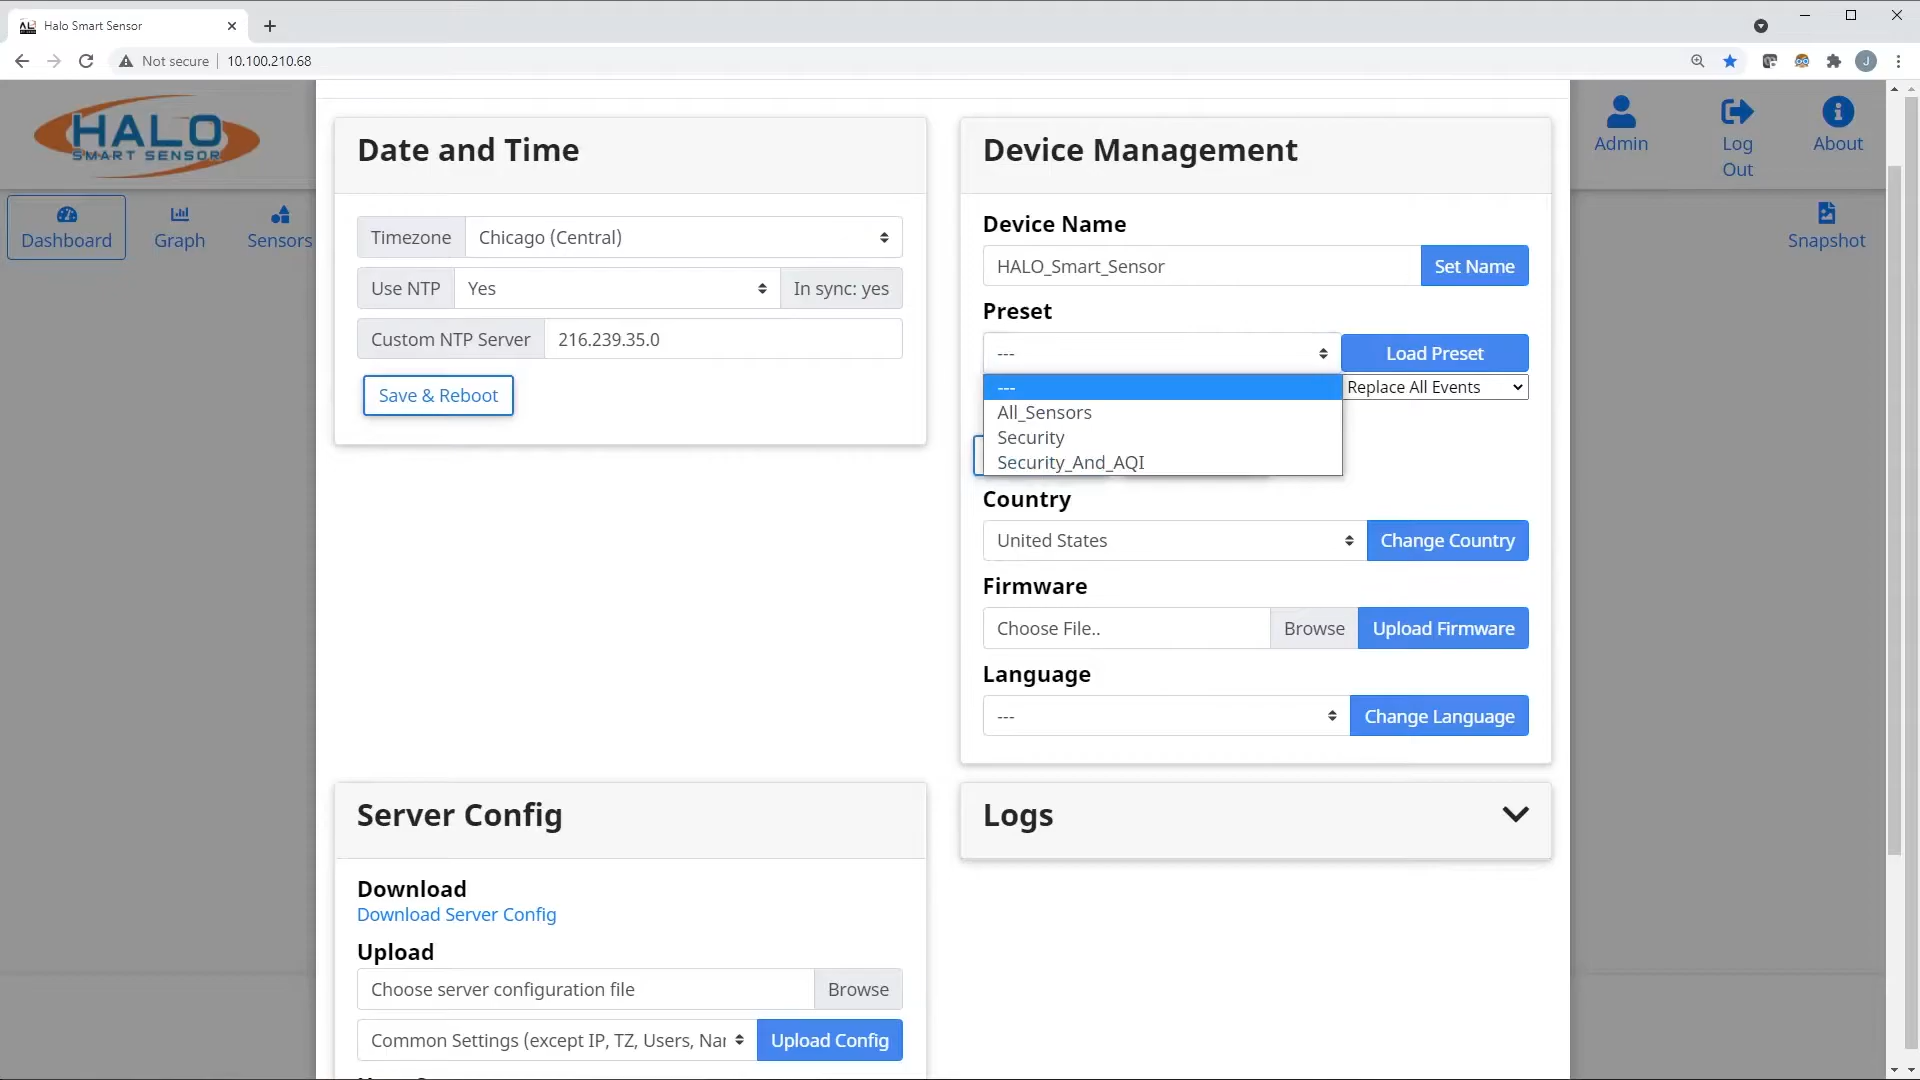 Halo Smart Sensor
Not secure
10.100.210.68
J
HALO
SMART SENSOR
Admin
Log
Out
About
Dashboard
Graph
Sensors
Snapshot
Date and Time
Timezone
Chicago (Central)
Use NTP
Yes
In sync: yes
Custom NTP Server
216.239.35.0
Save & Reboot
Device Management
Device Name
HALO_Smart_Sensor
Set Name
Preset
---
Load Preset
---
Replace All Events
All_Sensors
Security
Security_And_AQI
Country
United States
Change Country
Firmware
Choose File..
Browse
Upload Firmware
Language
---
Change Language
Server Config
Download
Download Server Config
Upload
Choose server configuration file
Browse
Common Settings (except IP, TZ, Users, Nar
Upload Config
Logs